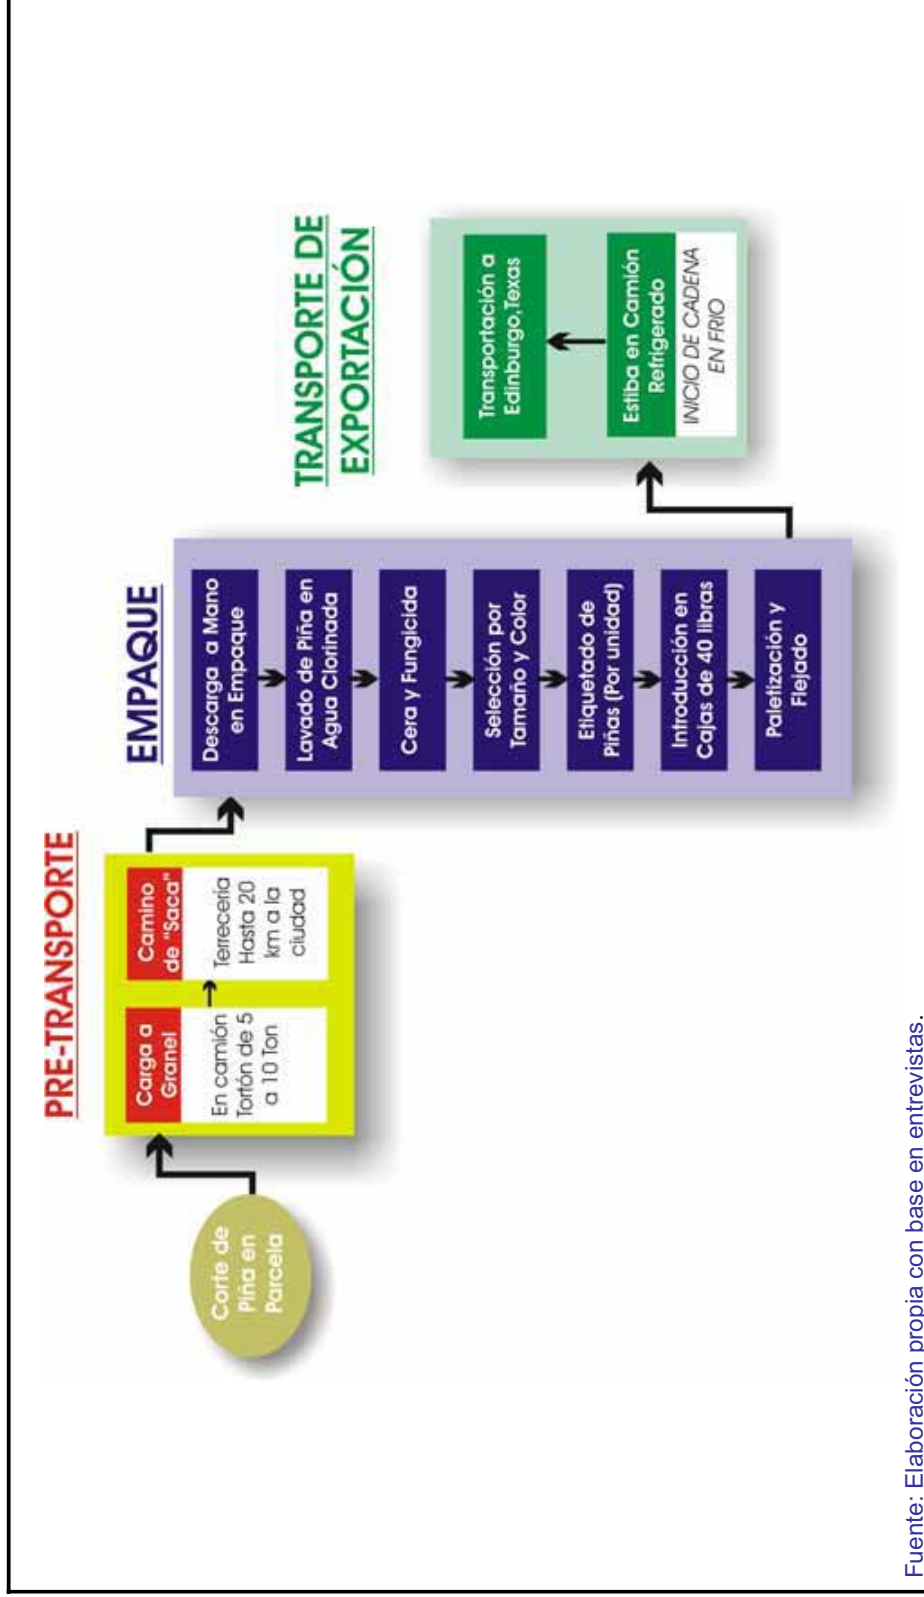 PRE-TRANSPORTE
Corte de
Piña en
Parcela
Carga a
Granel
En camión
Tortón de 5
a 10 Ton
Camino
de "Saca"
Terrecería
Hasta 20
km a la
ciudad
EMPAQUE
Descarga a Mano
en Empaque
Lavado de Piña en
Agua Clorinada
Cera y Fungicida
Selección por
Tamaño y Color
Etiquetado de
Piñas (Por unidad)
Introducción en
Cajas de 40 libras
Paletización y
Flejado
TRANSPORTE DE
EXPORTACIÓN
Transportación a
Edinburgo,Texas
Estiba en Camión
Refrigerado
INICIO DE CADENA
EN FRIO
Fuente: Elaboración propia con base en entrevistas.